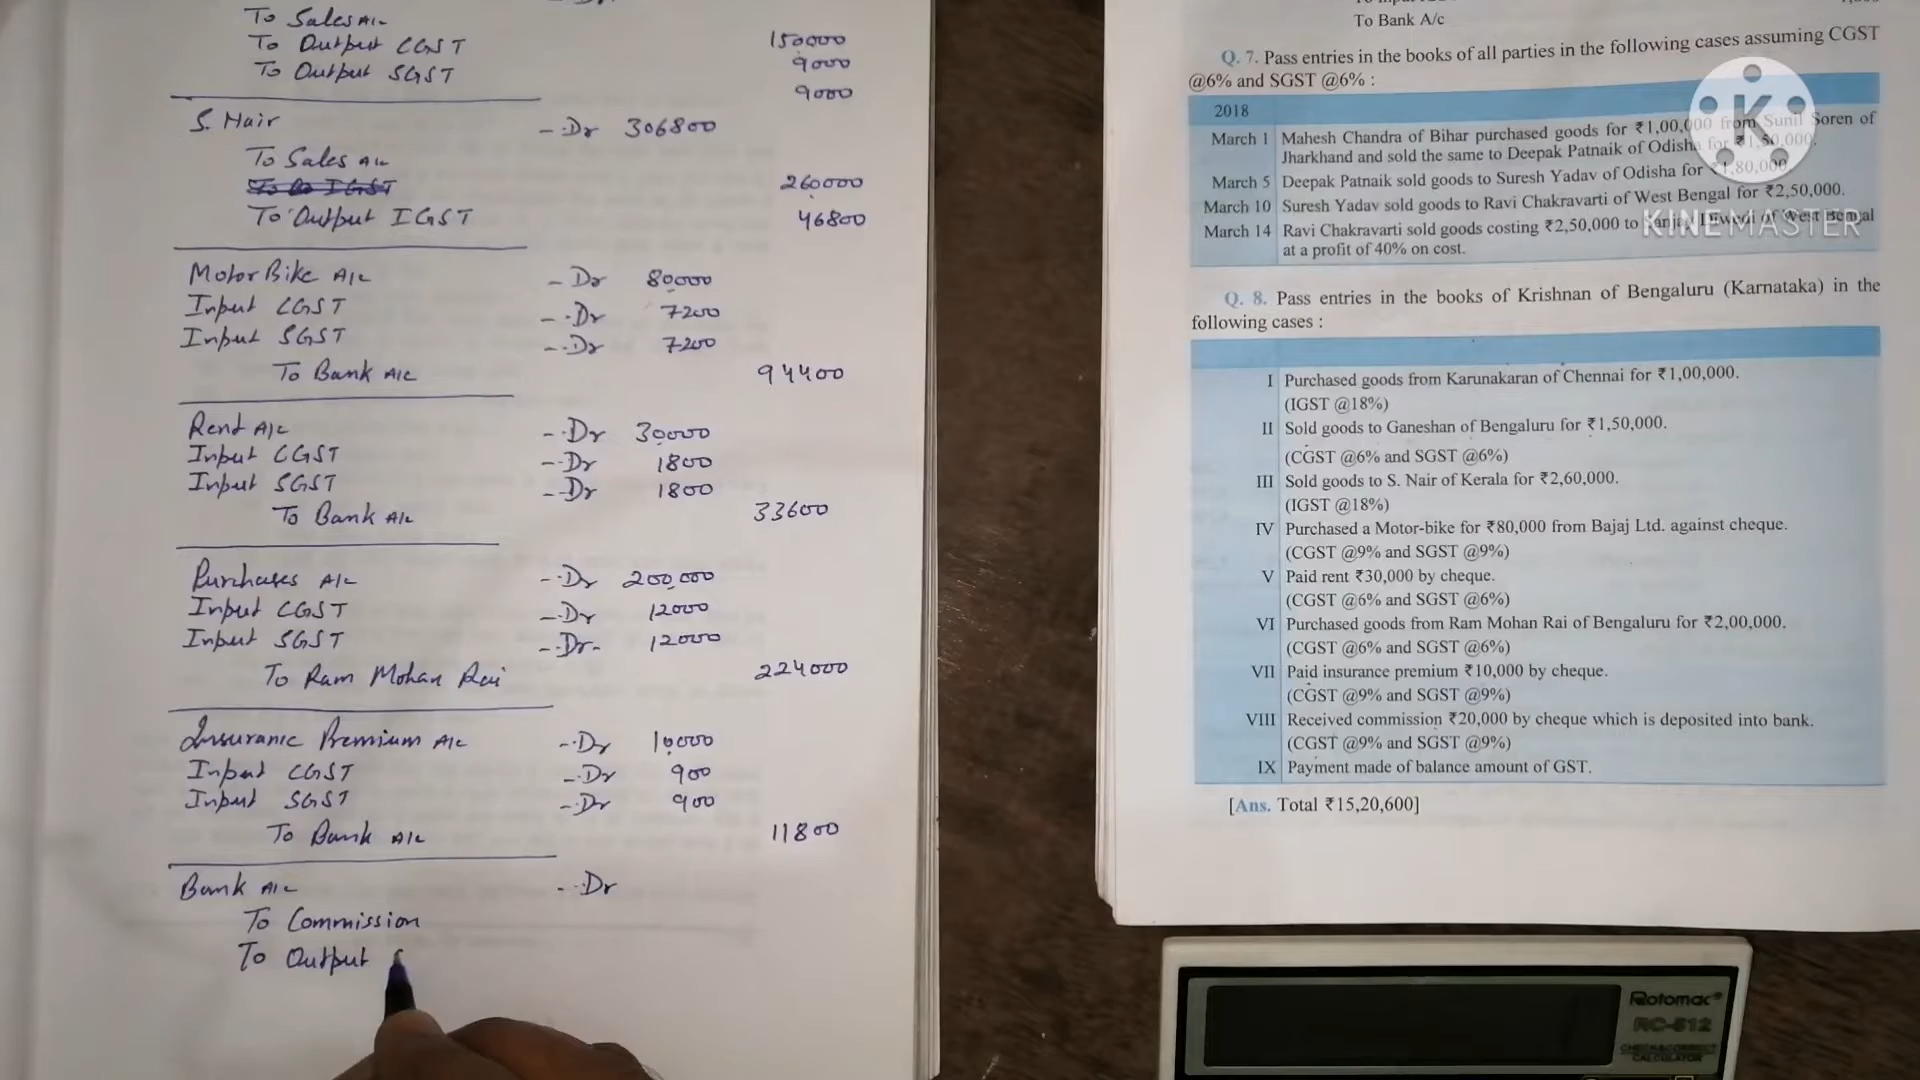 To Sales A/c
To Output CGST 150000
To Output SGST 9000
9000
S. Nair -- Dr 306800
To Sales A/c
260000
To Output IGST 46800
Motor Bike A/c -- Dr 80000
Input CGST -- Dr 7200
Input SGST -- Dr 7200
To Bank A/c 94400
Rent A/c -- Dr 30000
Input CGST -- Dr 1800
Input SGST -- Dr 1800
To Bank A/c 33600
Purchases A/c -- Dr 200,000
Input CGST -- Dr 12000
Input SGST -- Dr- 12000
To Ram Mohan Rai 224000
Insurance Premium A/c -- Dr 10,000
Input CGST -- Dr 900
Input SGST -- Dr 900
To Bank A/c 11800
Bank A/c -- Dr
To Commission
To Output
To Bank A/c
Q. 7. Pass entries in the books of all parties in the following cases assuming CGST
@6% and SGST @6% :
2018
March 1 Mahesh Chandra of Bihar purchased goods for ₹1,00,000 from Sunil Soren of
Jharkhand and sold the same to Deepak Patnaik of Odisha for ₹1,50,000.
March 5 Deepak Patnaik sold goods to Suresh Yadav of Odisha for ₹1,80,000.
March 10 Suresh Yadav sold goods to Ravi Chakravarti of West Bengal for ₹2,50,000.
March 14 Ravi Chakravarti sold goods costing ₹2,50,000 to of West Bengal
at a profit of 40% on cost.
K
KINEMASTER
Q. 8. Pass entries in the books of Krishnan of Bengaluru (Karnataka) in the
following cases :
I Purchased goods from Karunakaran of Chennai for ₹1,00,000.
(IGST @18%)
II Sold goods to Ganeshan of Bengaluru for ₹1,50,000.
(CGST @6% and SGST @6%)
III Sold goods to S. Nair of Kerala for ₹2,60,000.
(IGST @18%)
IV Purchased a Motor-bike for ₹80,000 from Bajaj Ltd. against cheque.
(CGST @9% and SGST @9%)
V Paid rent ₹30,000 by cheque.
(CGST @6% and SGST @6%)
VI Purchased goods from Ram Mohan Rai of Bengaluru for ₹2,00,000.
(CGST @6% and SGST @6%)
VII Paid insurance premium ₹10,000 by cheque.
(CGST @9% and SGST @9%)
VIII Received commission ₹20,000 by cheque which is deposited into bank.
(CGST @9% and SGST @9%)
IX Payment made of balance amount of GST.
[Ans. Total ₹15,20,600]
Rotomac
RC-512
CHECK&CORRECT
CALCULATOR